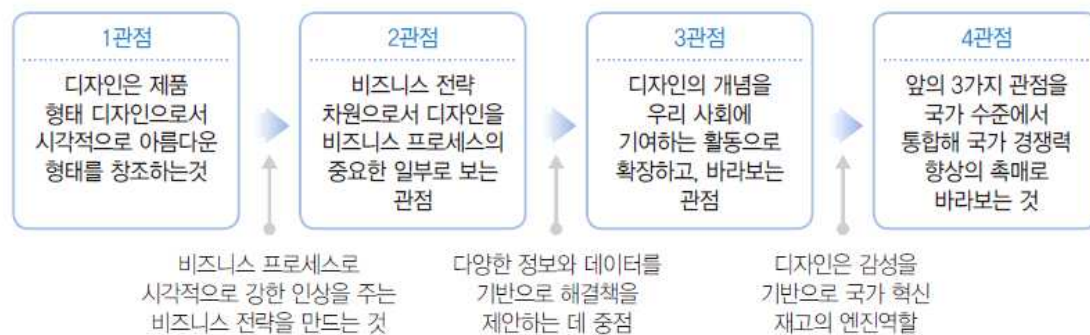 1관점
디자인은 제품
형태 디자인으로서
시각적으로 아름다운
형태를 창조하는것
2관점
비즈니스 전략
차원으로서 디자인을
비즈니스 프로세스의
중요한 일부로 보는
관점
3관점
디자인의 개념을
우리 사회에
기여하는 활동으로
확장하고, 바라보는
관점
4관점
앞의 3가지 관점을
국가 수준에서
통합해 국가 경쟁력
향상의 촉매로
바라보는 것
비즈니스 프로세스로
시각적으로 강한 인상을 주는
비즈니스 전략을 만드는 것
다양한 정보와 데이터를
기반으로 해결책을
제안하는 데 중점
디자인은 감성을
기반으로 국가 혁신
재고의 엔진역할